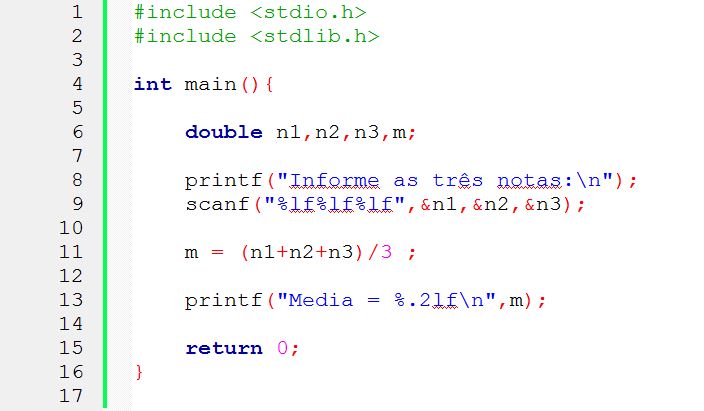 1 #include <stdio.h>
2 #include <stdlib.h>
3
4 int main(){
5
6 double n1,n2,n3,m;
7
8 printf("Informe as três notas:\n");
9 scanf("%lf%lf%lf",&n1,&n2,&n3);
10
11 m = (n1+n2+n3)/3 ;
12
13 printf("Media = %.2lf\n",m);
14
15 return 0;
16 }
17